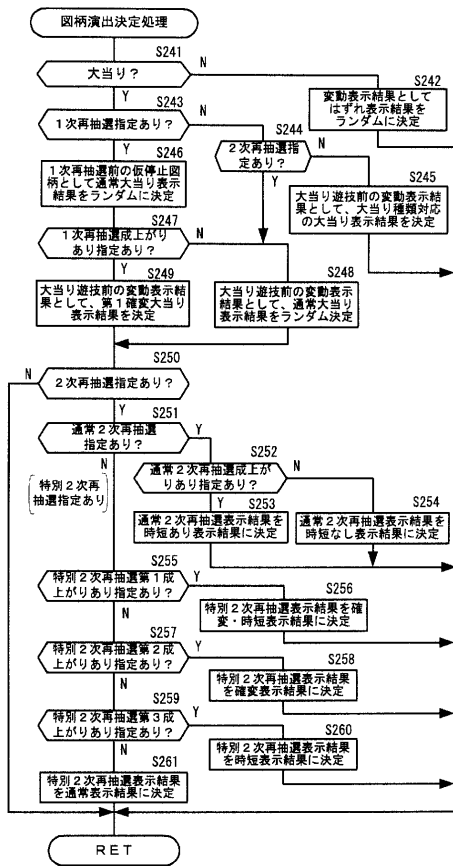 図柄演出決定処理
S241
大当り？
N
Y
S242
変動表示結果として
はずれ表示結果を
ランダムに決定
S243
1次再抽選指定あり？
N
Y
S244
2次再抽選指
定あり？
N
Y
S246
1次再抽選前の仮停止図
柄として通常大当り表示
結果をランダムに決定
S245
大当り遊技前の変動表示結
果として、大当り種類対応
の大当り表示結果を決定
S247
1次再抽選成上がり
あり指定あり？
N
Y
S249
大当り遊技前の変動表示結
果として、第1確変大当り
表示結果を決定
S248
大当り遊技前の変動表示結
果として、通常大当り
表示結果をランダム決定
S250
N
2次再抽選指定あり？
Y
S251
通常2次再抽選
指定あり？
Y
N
特別2次再
抽選指定あり
S252
通常2次再抽選成上が
りあり指定あり？
N
Y
S253
通常2次再抽選表示結果を
時短あり表示結果に決定
S254
通常2次再抽選表示結果を
時短なし表示結果に決定
S255
特別2次再抽選第1成
上がりあり指定あり？
Y
N
S256
特別2次再抽選表示結果を確
変・時短表示結果に決定
S257
特別2次再抽選第2成
上がりあり指定あり？
Y
N
S258
特別2次再抽選表示結果
を確変表示結果に決定
S259
特別2次再抽選第3成
上がりあり指定あり？
Y
N
S260
特別2次再抽選表示結果
を時短表示結果に決定
S261
特別2次再抽選表示結果
を通常表示結果に決定
RET